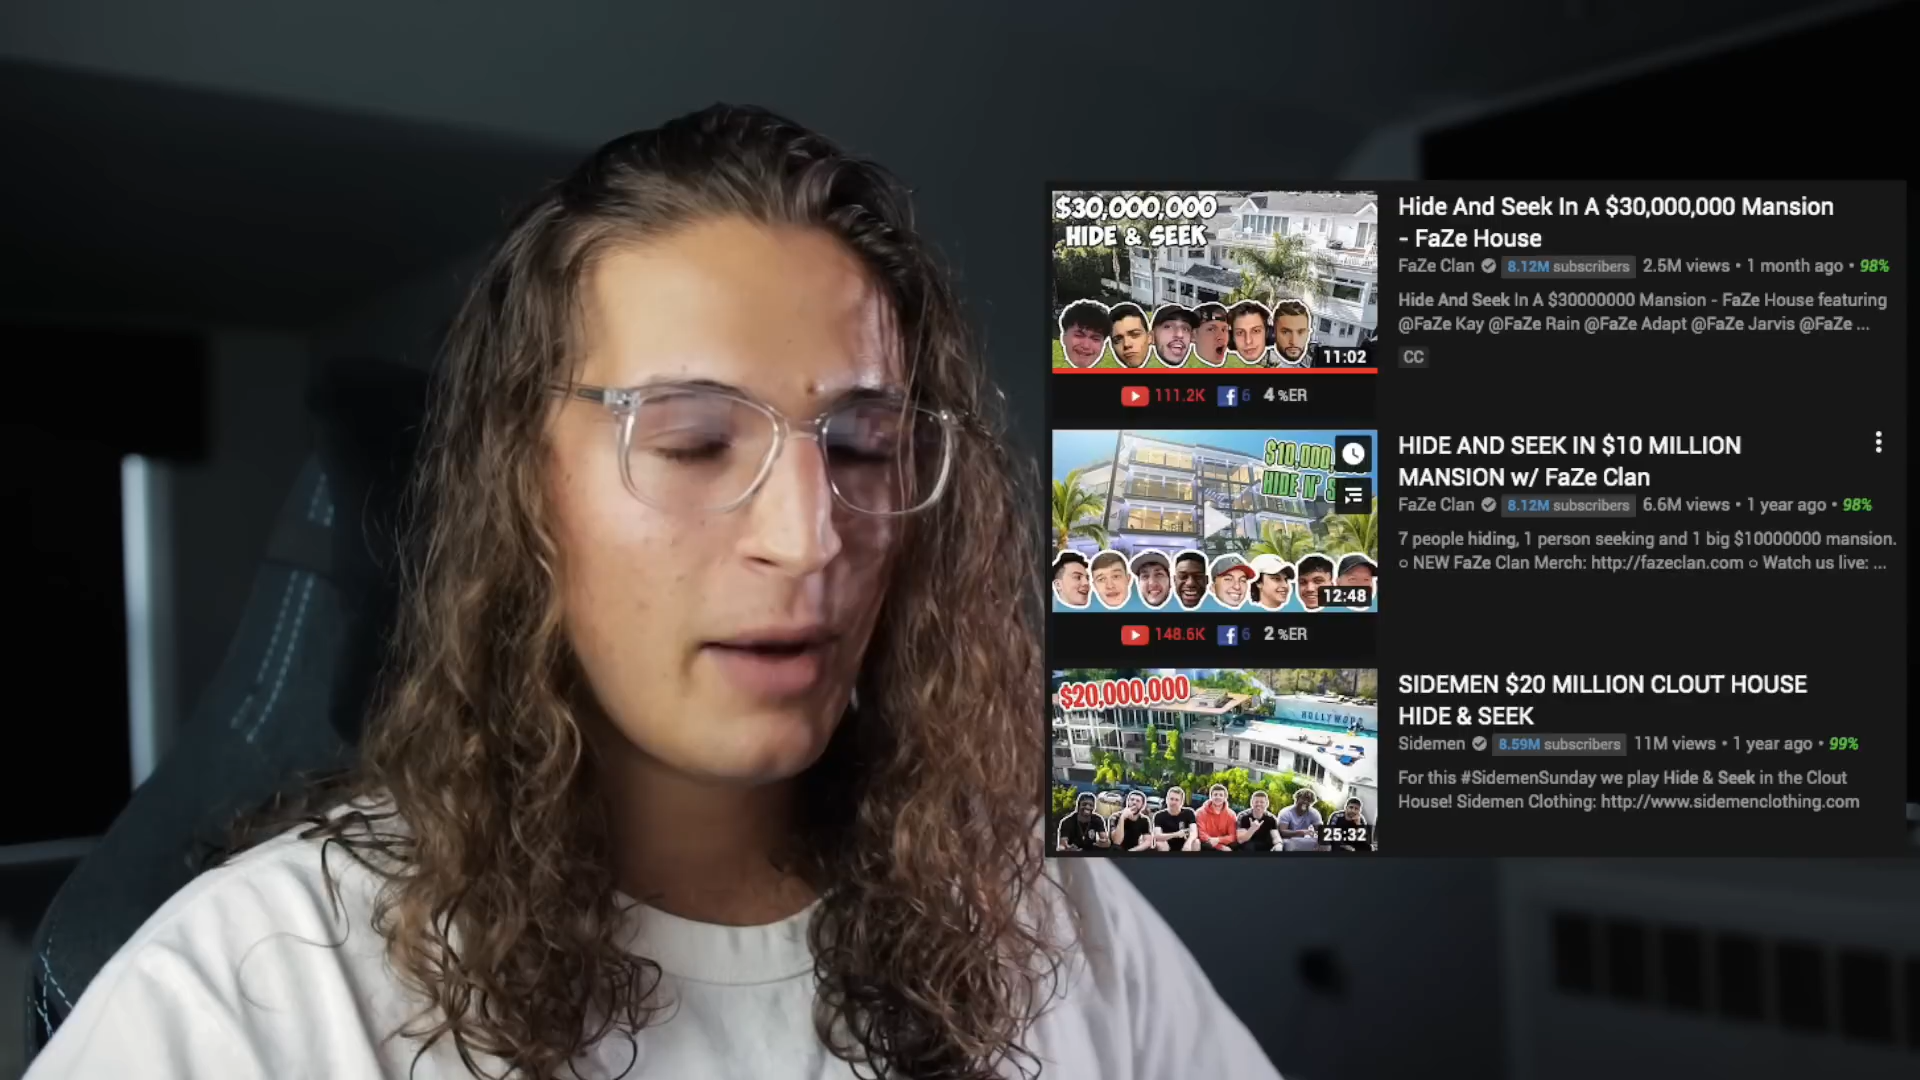 $30,000,000
HIDE & SEEK
11:02
111.2K 6 4 %ER
Hide And Seek In A $30,000,000 Mansion
- FaZe House
FaZe Clan 8.12M subscribers 2.5M views • 1 month ago • 98%
Hide And Seek In A $30000000 Mansion - FaZe House featuring
@FaZe Kay @FaZe Rain @FaZe Adapt @FaZe Jarvis @FaZe ...
CC
$10,000,
HIDE N' S
12:48
148.6K 6 2 %ER
HIDE AND SEEK IN $10 MILLION
MANSION w/ FaZe Clan
FaZe Clan 8.12M subscribers 6.6M views • 1 year ago • 98%
7 people hiding, 1 person seeking and 1 big $10000000 mansion.
○ NEW FaZe Clan Merch: http://fazeclan.com ○ Watch us live: ...
$20,000,000
HOLLYWOOD
25:32
SIDEMEN $20 MILLION CLOUT HOUSE
HIDE & SEEK
Sidemen 8.59M subscribers 11M views • 1 year ago • 99%
For this #SidemenSunday we play Hide & Seek in the Clout
House! Sidemen Clothing: http://www.sidemenclothing.com